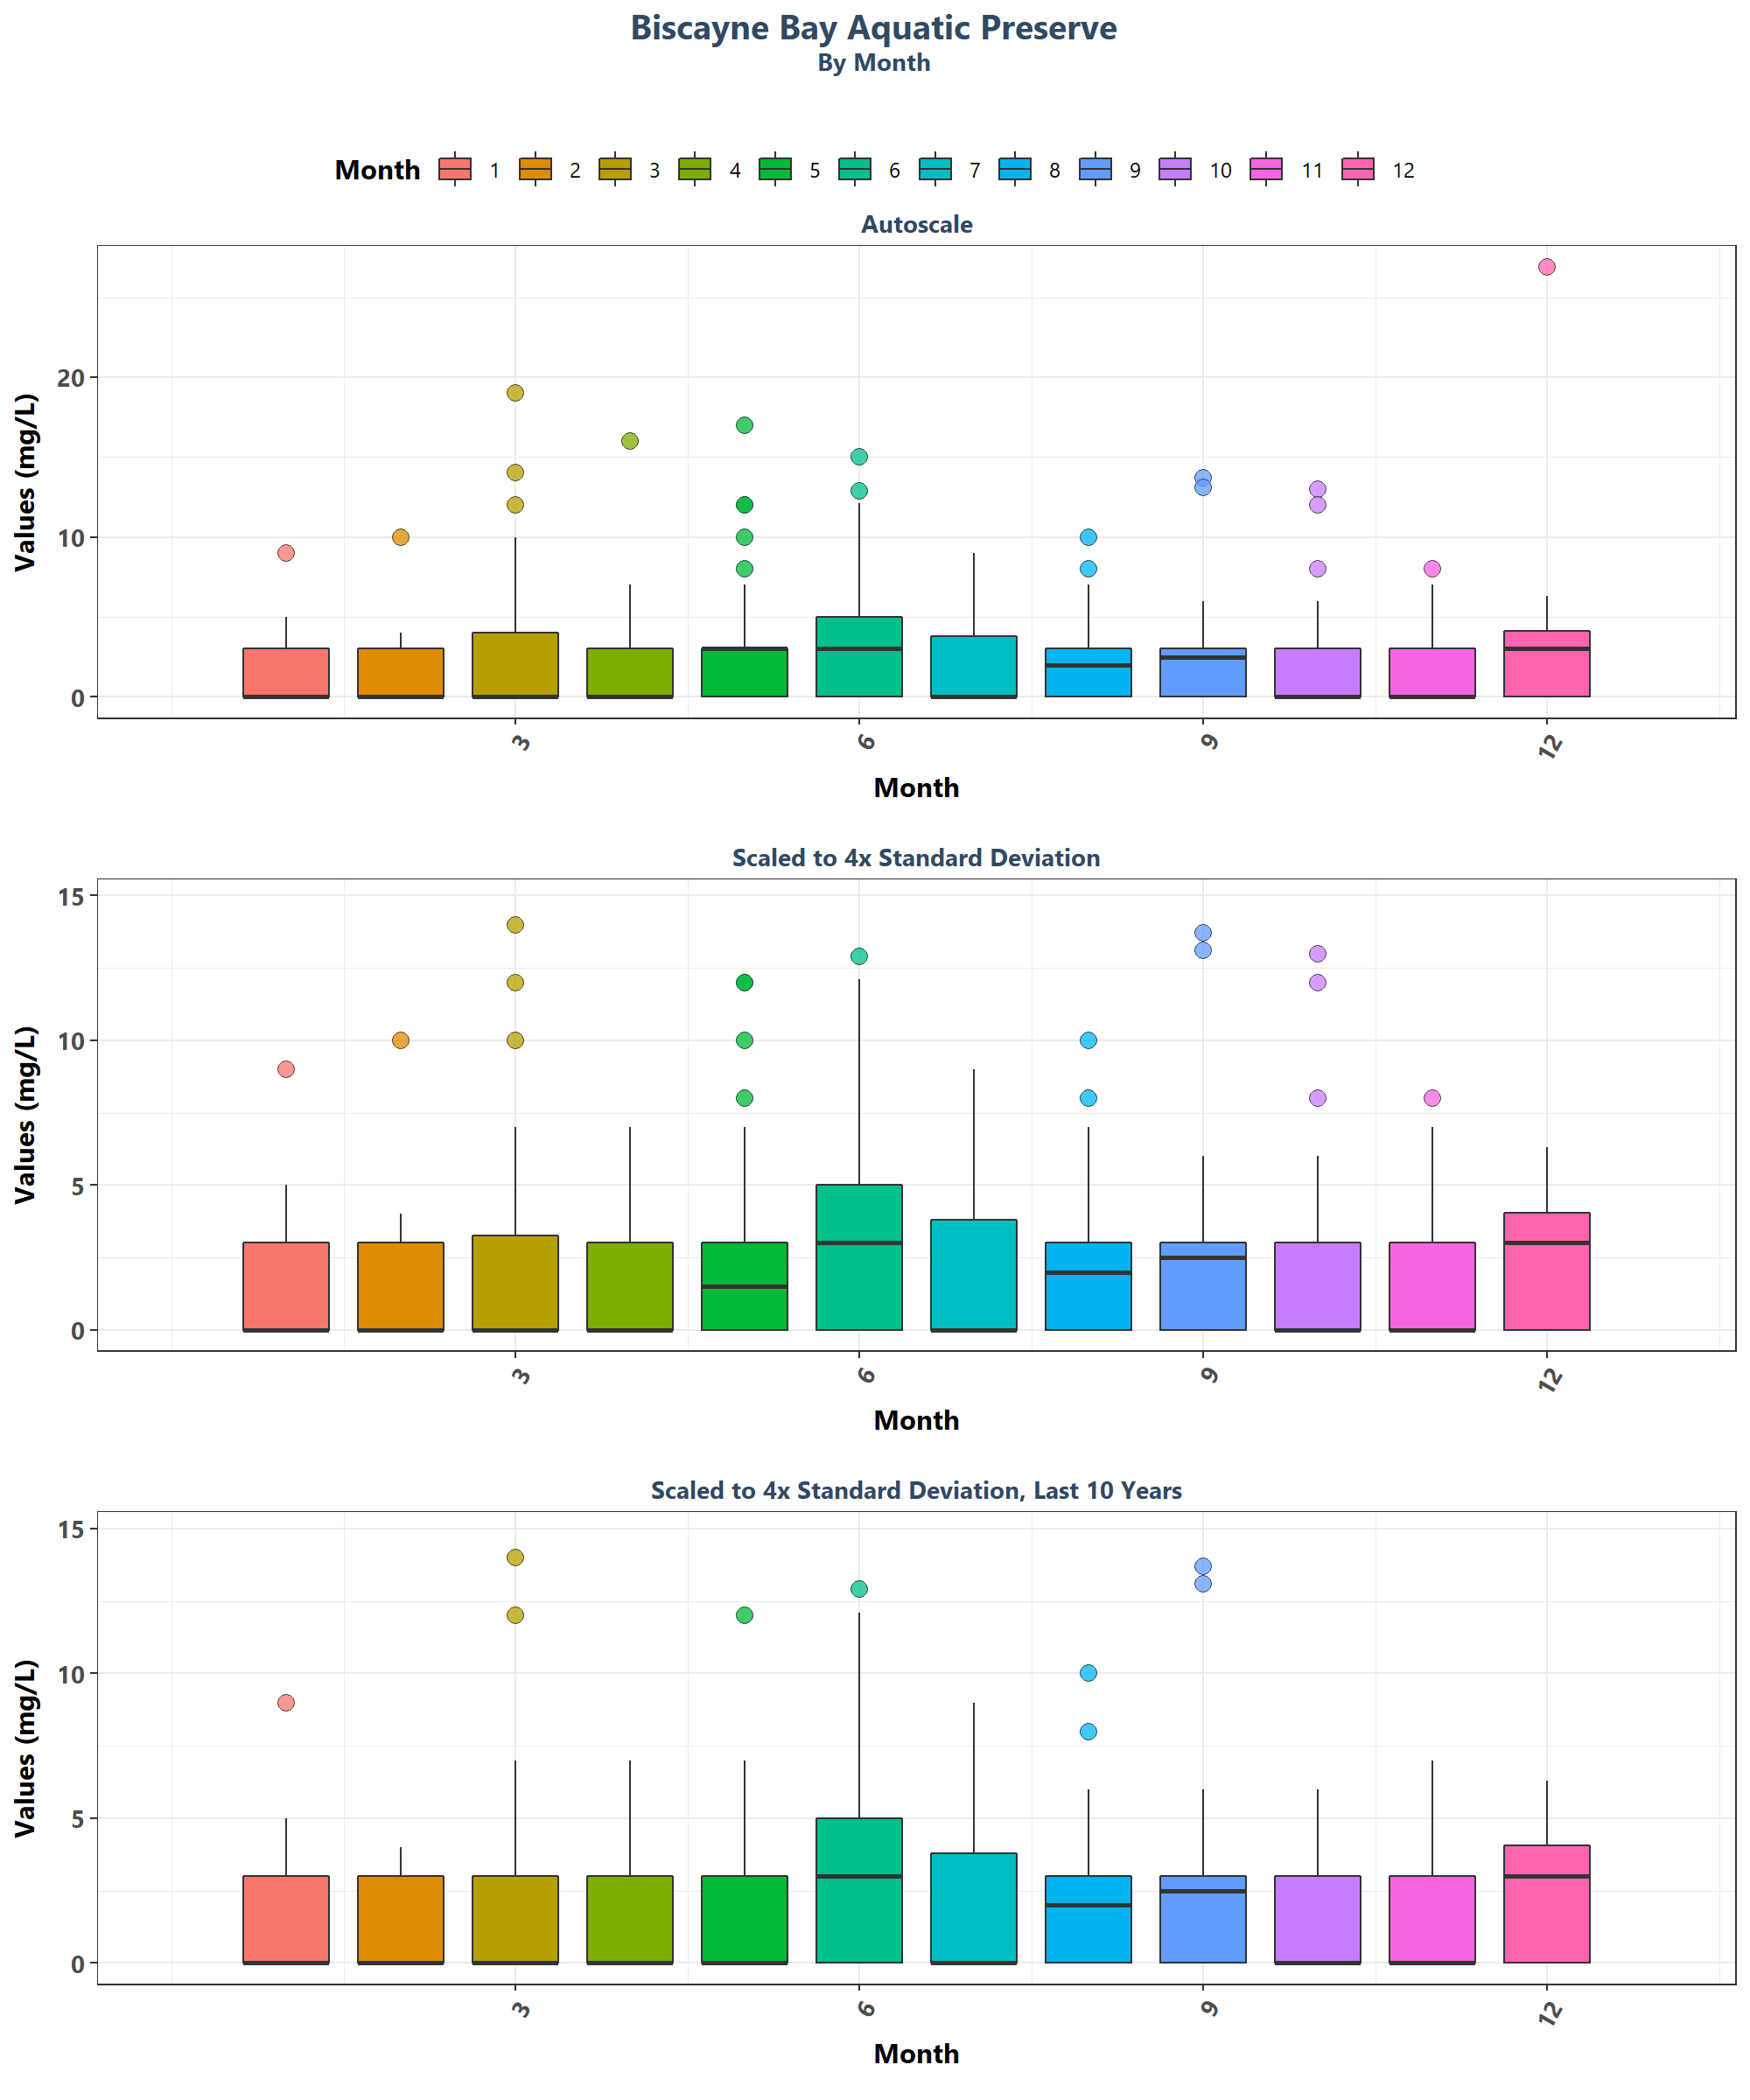 Biscayne Bay Aquatic Preserve
By Month
Month 1 2 3 4 5 6 7 8 9 10 11 12
Autoscale
Values (mg/L)
20
10
0
3 6 9 12
Month
Scaled to 4x Standard Deviation
Values (mg/L)
15
10
5
0
3 6 9 12
Month
Scaled to 4x Standard Deviation, Last 10 Years
Values (mg/L)
15
10
5
0
3 6 9 12
Month